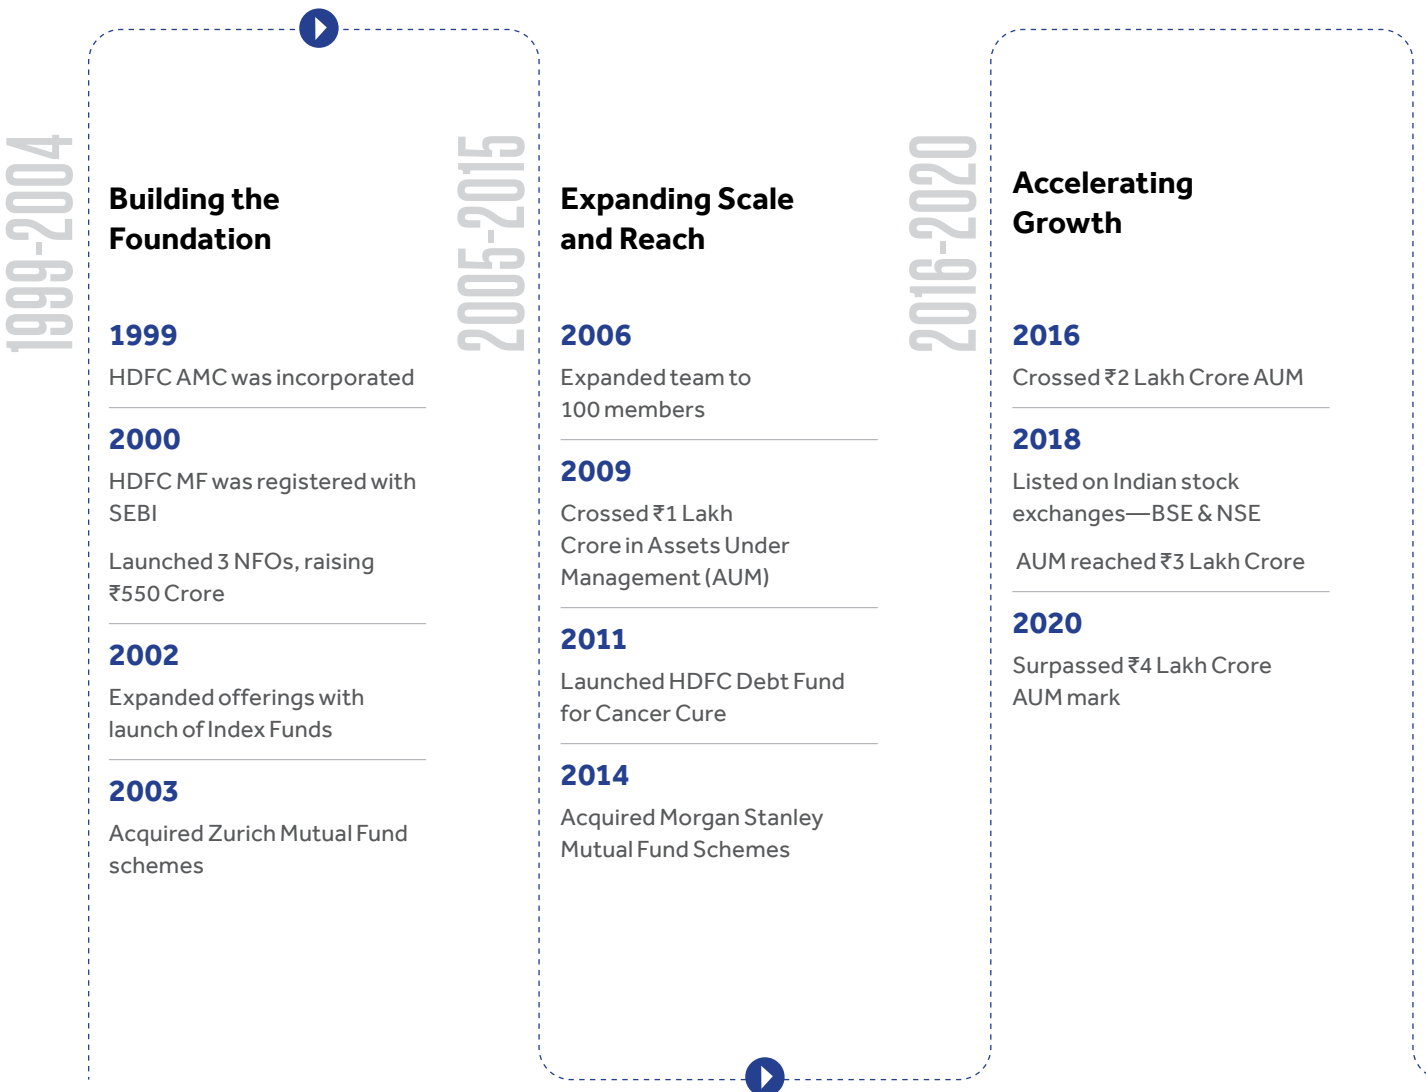 1999-2004
Building the
Foundation
1999
HDFC AMC was incorporated
2000
HDFC MF was registered with
SEBI
Launched 3 NFOs, raising
₹550 Crore
2002
Expanded offerings with
launch of Index Funds
2003
Acquired Zurich Mutual Fund
schemes
2005-2015
Expanding Scale
and Reach
2006
Expanded team to
100 members
2009
Crossed ₹1 Lakh
Crore in Assets Under
Management (AUM)
2011
Launched HDFC Debt Fund
for Cancer Cure
2014
Acquired Morgan Stanley
Mutual Fund Schemes
2016-2020
Accelerating
Growth
2016
Crossed ₹2 Lakh Crore AUM
2018
Listed on Indian stock
exchanges—BSE & NSE
AUM reached ₹3 Lakh Crore
2020
Surpassed ₹4 Lakh Crore
AUM mark